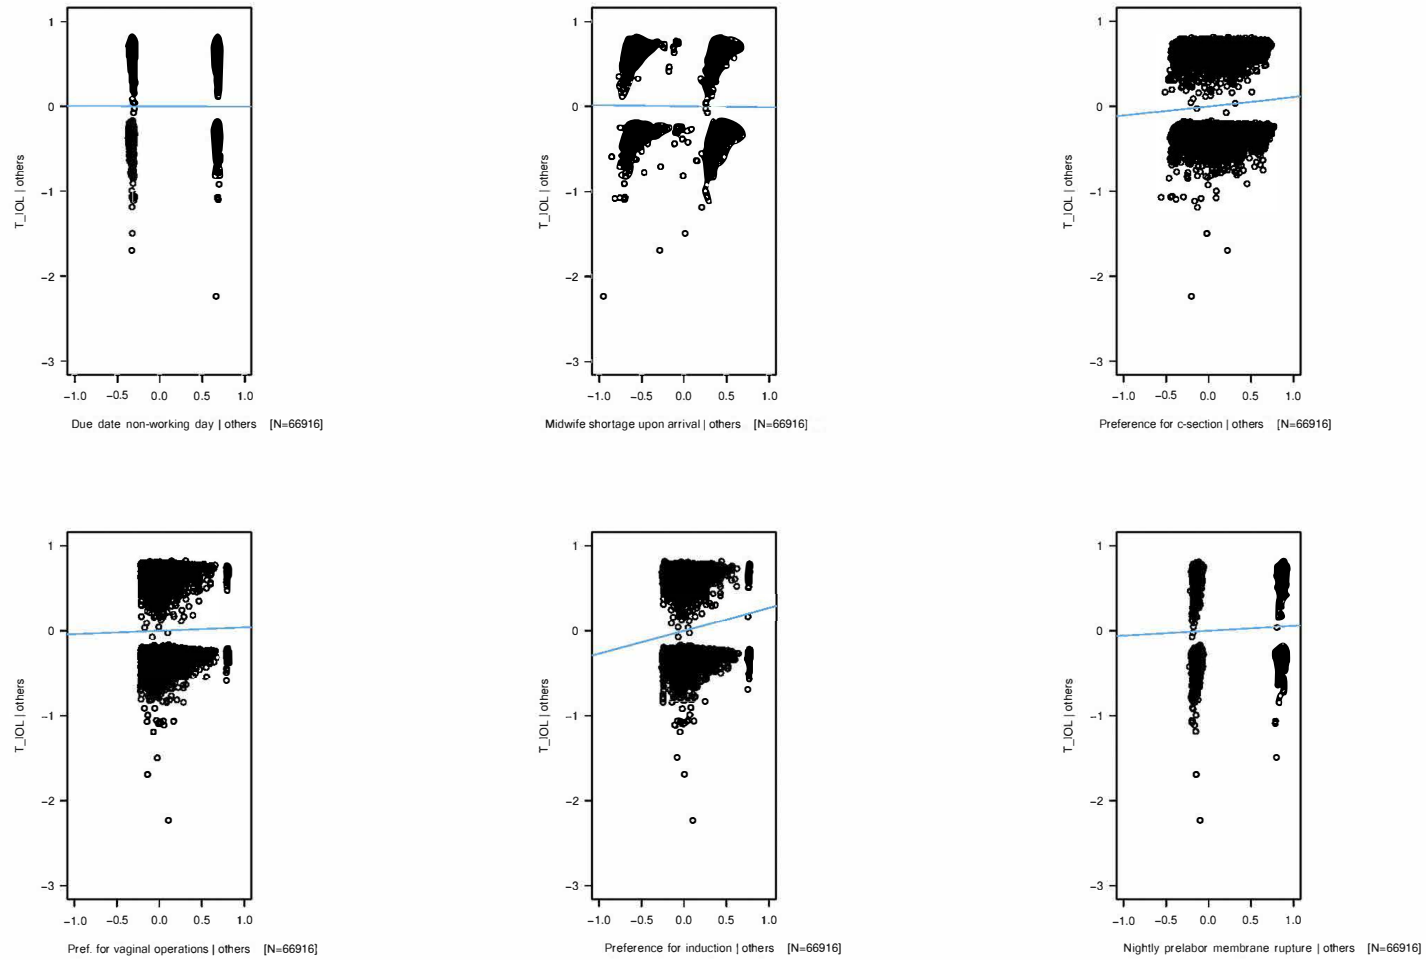 1
0
−1
−2
−3
T_IOL | others
−1.0 −0.5 0.0 0.5 1.0
Due date non-working day | others [N=66916]
1
0
−1
−2
−3
T_IOL | others
−1.0 −0.5 0.0 0.5 1.0
Midwife shortage upon arrival | others [N=66916]
1
0
−1
−2
−3
T_IOL | others
−1.0 −0.5 0.0 0.5 1.0
Preference for c-section | others [N=66916]
1
0
−1
−2
−3
T_IOL | others
−1.0 −0.5 0.0 0.5 1.0
Pref. for vaginal operations | others [N=66916]
1
0
−1
−2
−3
T_IOL | others
−1.0 −0.5 0.0 0.5 1.0
Preference for induction | others [N=66916]
1
0
−1
−2
−3
T_IOL | others
−1.0 −0.5 0.0 0.5 1.0
Nightly prelabor membrane rupture | others [N=66916]